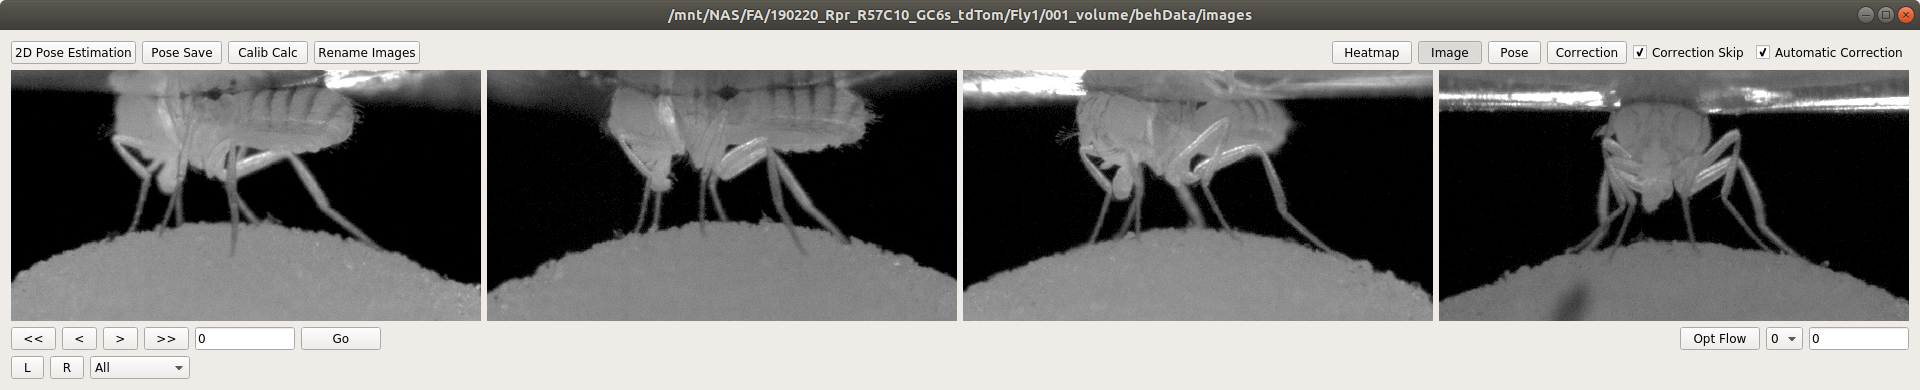 /mnt/NAS/FA/190220_Rpr_R57C10_GC6s_tdTom/Fly1/001_volume/behData/images
2D Pose Estimation Pose Save Calib Calc Rename Images Heatmap Image Pose Correction Correction Skip Automatic Correction
<< < > >> 0 Go Opt Flow 0 0
L R All